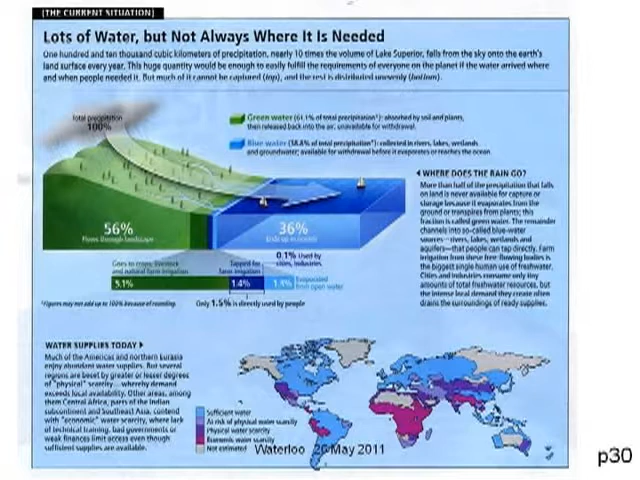 [THE CURRENT SITUATION]
Lots of Water, but Not Always Where It Is Needed
One hundred and ten thousand cubic kilometers of precipitation, nearly 10 times the volume of Lake Superior, falls from the sky onto the earth's
land surface every year. This huge quantity would be enough to easily fulfill the requirements of everyone on the planet if the water arrived where
and when people needed it. But much of it cannot be captured (top), and the rest is distributed unevenly (bottom).
Total precipitation
100%
Green water (61.1% of total precipitation*): absorbed by soil and plants,
then released back into the air; unavailable for withdrawal.
Blue water (38.8% of total precipitation*): collected in rivers, lakes, wetlands
and groundwater; available for withdrawal before it evaporates or reaches the ocean.
56%
Flows through landscape
36%
Ends up in ocean
Goes to crops, livestock
and natural farm irrigation
5.1%
Tapped for
farm irrigation
1.4%
0.1% Used by
cities, industries
Evaporated
from open water
*Figures may not add up to 100% because of rounding.
Only 1.5% is directly used by people
WHERE DOES THE RAIN GO?
More than half of the precipitation that falls
on land is never available for capture or
storage because it evaporates from the
ground or transpires from plants; this
fraction is called green water. The remainder
channels into so-called blue-water
sources—rivers, lakes, wetlands and
aquifers—that people can tap directly. Farm
irrigation from these free-flowing bodies is
the biggest single human use of freshwater.
Cities and industries consume only tiny
amounts of total freshwater resources, but
the intense local demand they create often
drains the surroundings of ready supplies.
WATER SUPPLIES TODAY
Much of the Americas and northern Eurasia
enjoy abundant water supplies. But several
regions are beset by greater or lesser degrees
of "physical" scarcity—whereby demand
exceeds local availability. Other areas, among
them Central Africa, parts of the Indian
subcontinent and Southeast Asia, contend
with "economic" water scarcity, where lack
of technical training, bad governments or
weak finances limit access even though
sufficient supplies are available.
Sufficient water
At risk of physical water scarcity
Physical water scarcity
Economic water scarcity
Not estimated
Waterloo 26 May 2011
p30